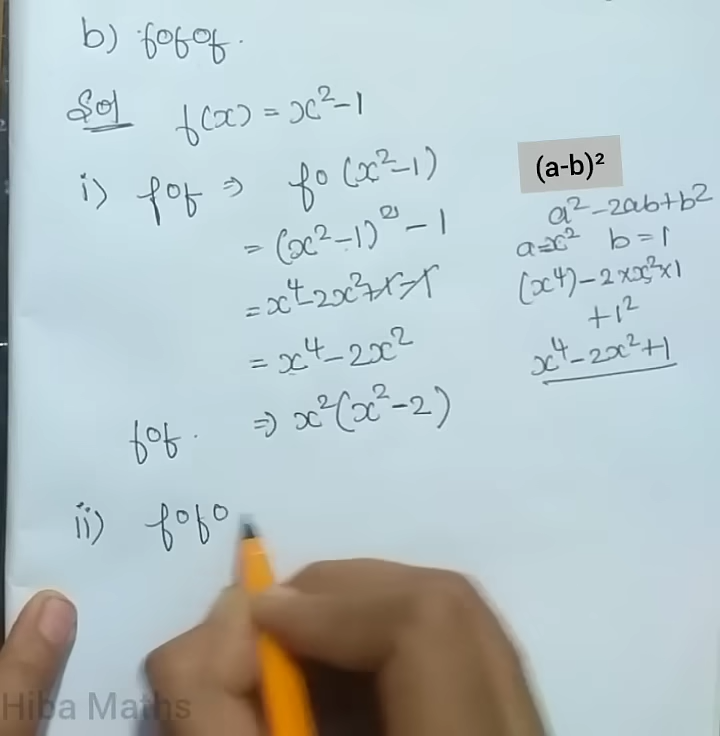 b) fofof.
Sol f(x) = x²-1
i) fof ⇒ fo (x²-1)
= (x²-1)² - 1
= x⁴-2x²+1-1
= x⁴-2x²
fof. ⇒ x²(x²-2)
ii) fofo
(a-b)²
a²-2ab+b²
a=x² b=1
(x⁴)-2×x²×1
+1²
x⁴-2x²+1
Hiba Maths